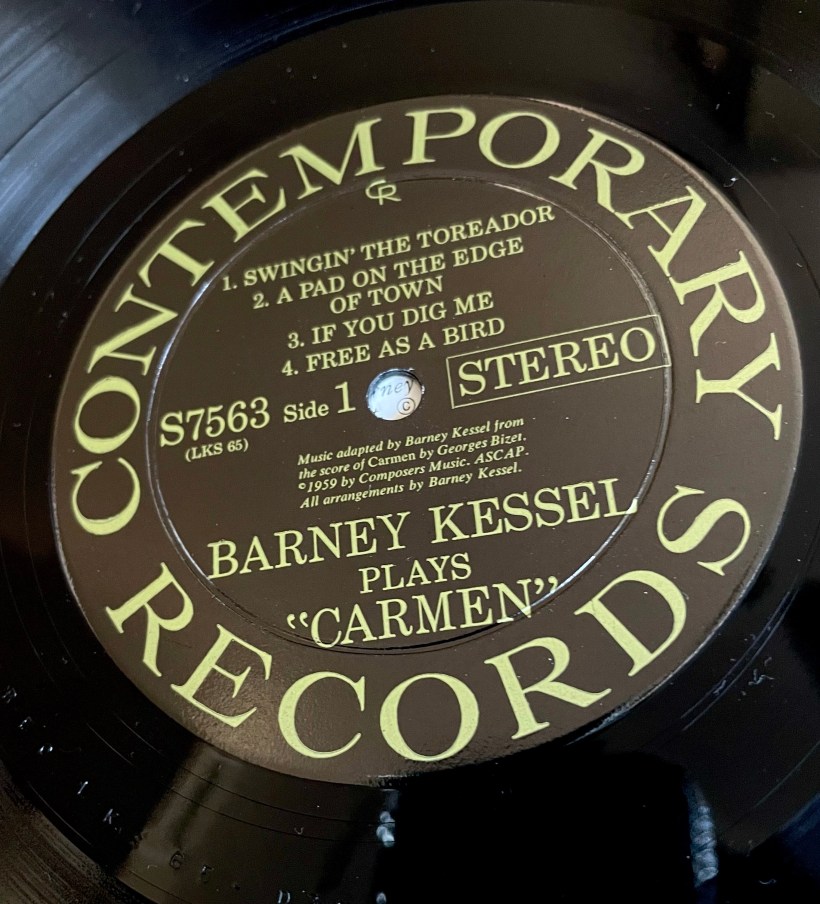 CONTEMPORARY
CR
1. SWINGIN' THE TOREADOR
2. A PAD ON THE EDGE
OF TOWN
3. IF YOU DIG ME
4. FREE AS A BIRD
S7563 Side 1
(LKS 65)
ney
©
STEREO
Music adapted by Barney Kessel from
the score of Carmen by Georges Bizet.
©1959 by Composers Music. ASCAP.
All arrangements by Barney Kessel.
BARNEY KESSEL
PLAYS
“CARMEN”
RECORDS